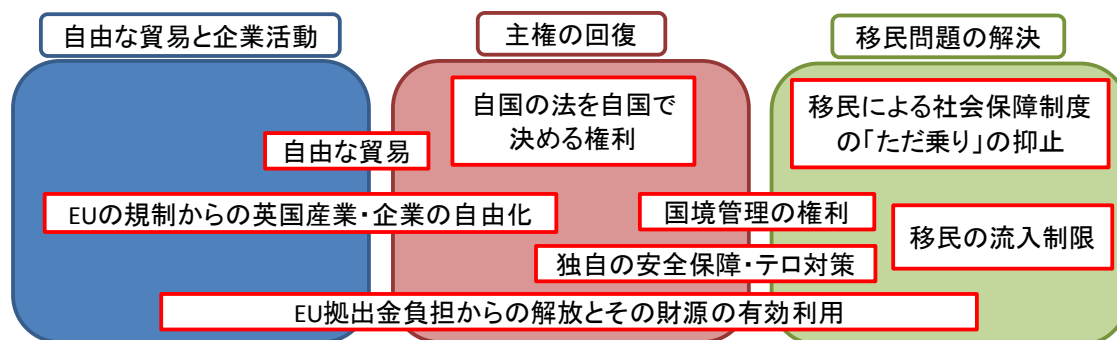 自由な貿易と企業活動
主権の回復
移民問題の解決
自国の法を自国で
決める権利
移民による社会保障制度
の「ただ乗り」の抑止
自由な貿易
EUの規制からの英国産業・企業の自由化
国境管理の権利
移民の流入制限
独自の安全保障・テロ対策
EU拠出金負担からの解放とその財源の有効利用